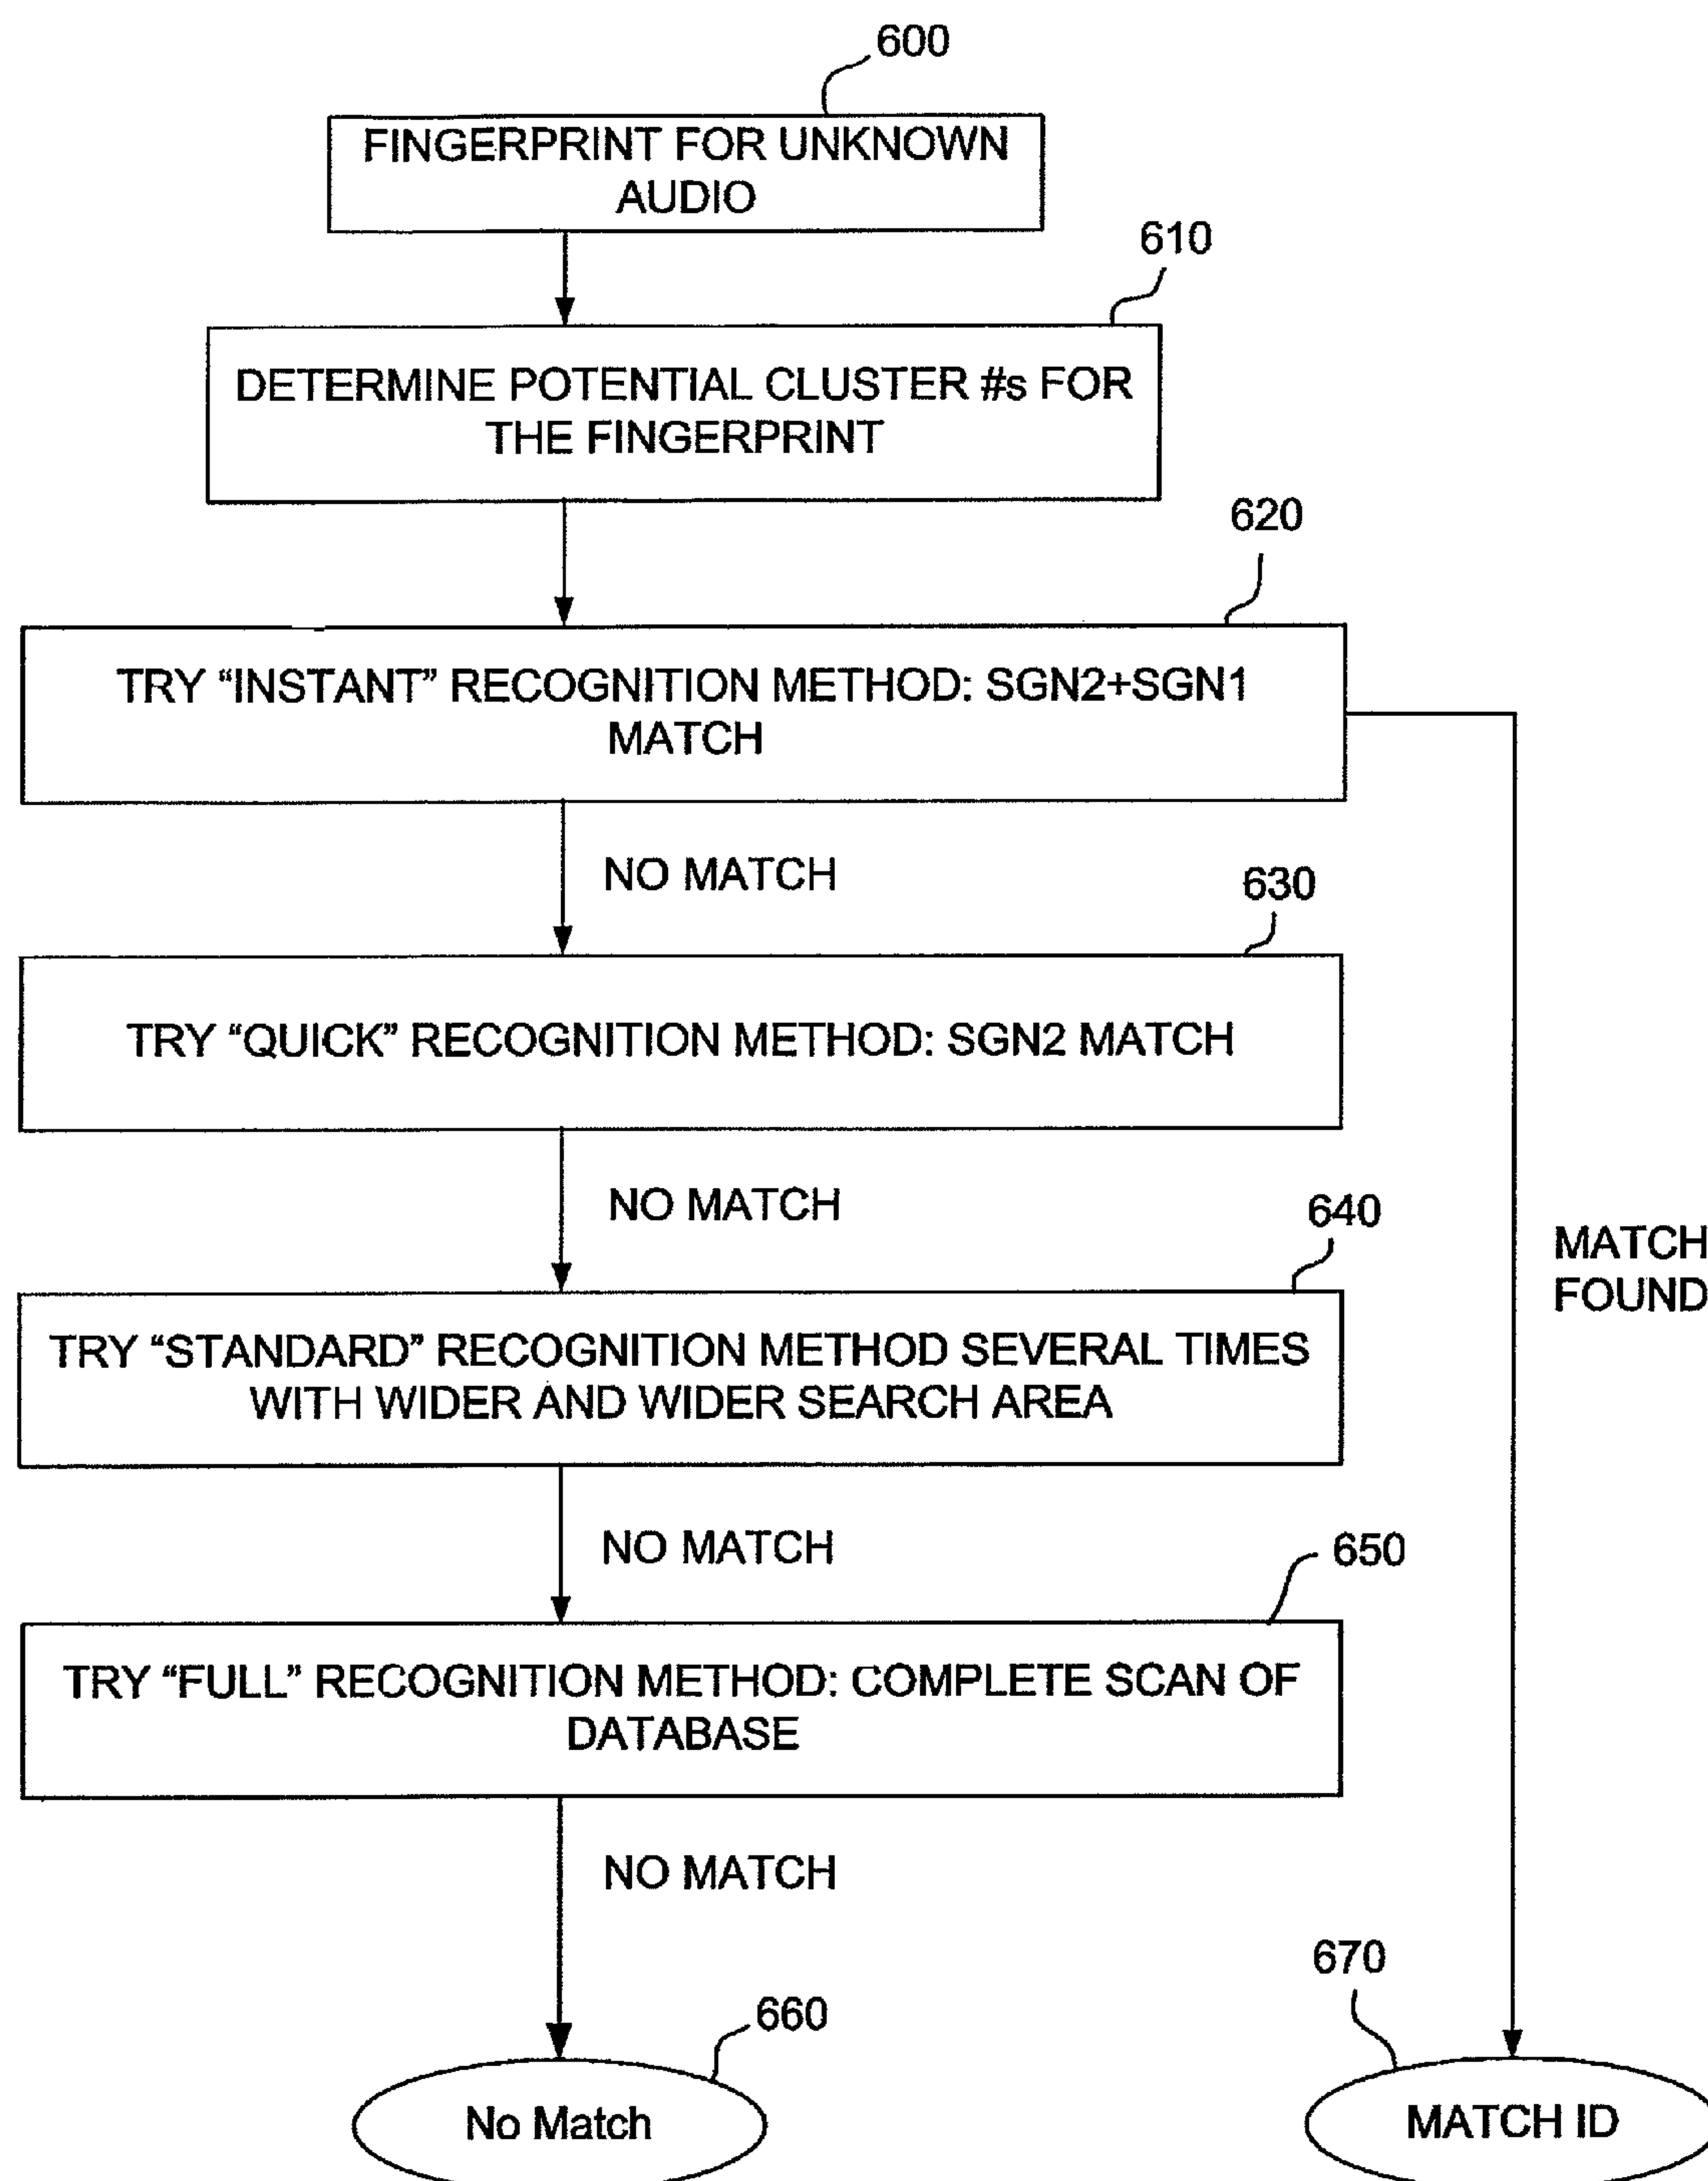 600
FINGERPRINT FOR UNKNOWN
AUDIO
610
DETERMINE POTENTIAL CLUSTER #s FOR
THE FINGERPRINT
620
TRY “INSTANT” RECOGNITION METHOD: SGN2+SGN1
MATCH
NO MATCH
630
TRY “QUICK” RECOGNITION METHOD: SGN2 MATCH
NO MATCH
640
MATCH
FOUND
TRY “STANDARD” RECOGNITION METHOD SEVERAL TIMES
WITH WIDER AND WIDER SEARCH AREA
NO MATCH
650
TRY “FULL” RECOGNITION METHOD: COMPLETE SCAN OF
DATABASE
NO MATCH
660
No Match
670
MATCH ID